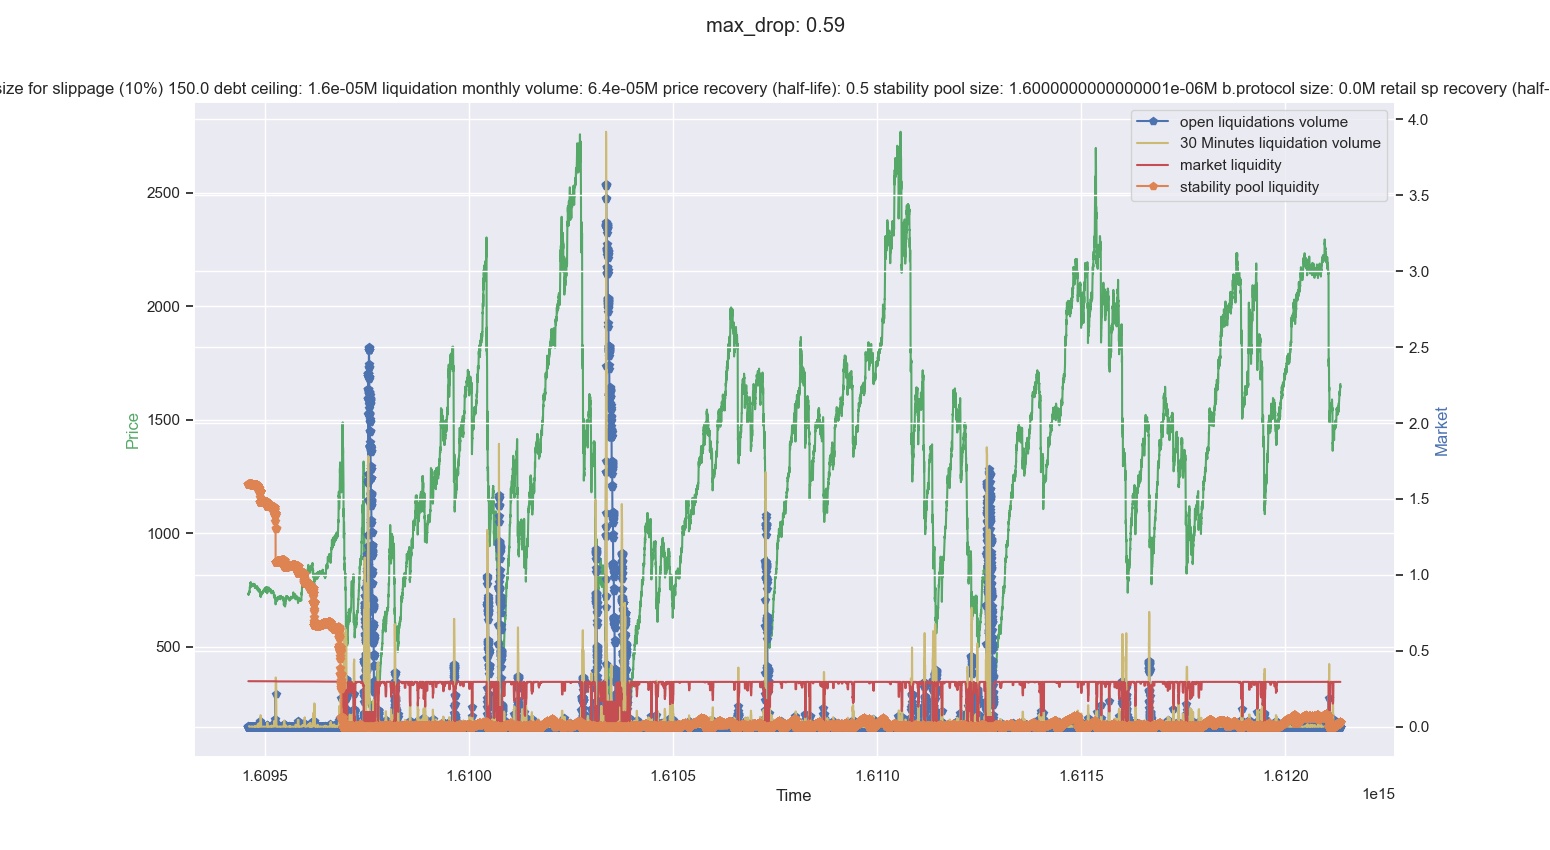 max_drop: 0.59
size for slippage (10%) 150.0 debt ceiling: 1.6e-05M liquidation monthly volume: 6.4e-05M price recovery (half-life): 0.5 stability pool size: 1.6000000000000001e-06M b.protocol size: 0.0M retail sp recovery (half-
open liquidations volume
30 Minutes liquidation volume
market liquidity
stability pool liquidity
2500
2000
1500
1000
500
Price
4.0
3.5
3.0
2.5
2.0
1.5
1.0
0.5
0.0
Market
1.6095 1.6100 1.6105 1.6110 1.6115 1.6120
Time
1e15